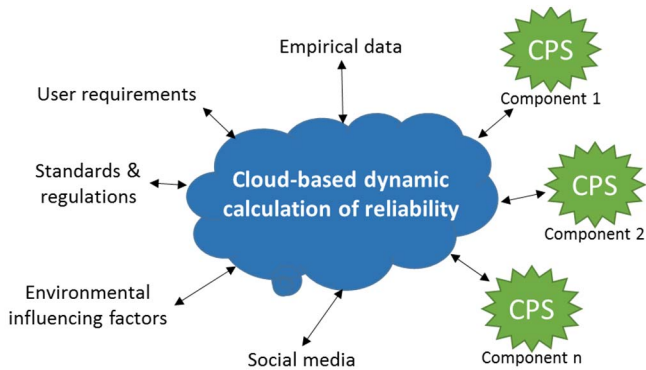 Empirical data
CPS
Component 1
User requirements
Standards &
regulations
Cloud-based dynamic
calculation of reliability
CPS
Component 2
Environmental
influencing factors
Social media
CPS
Component n